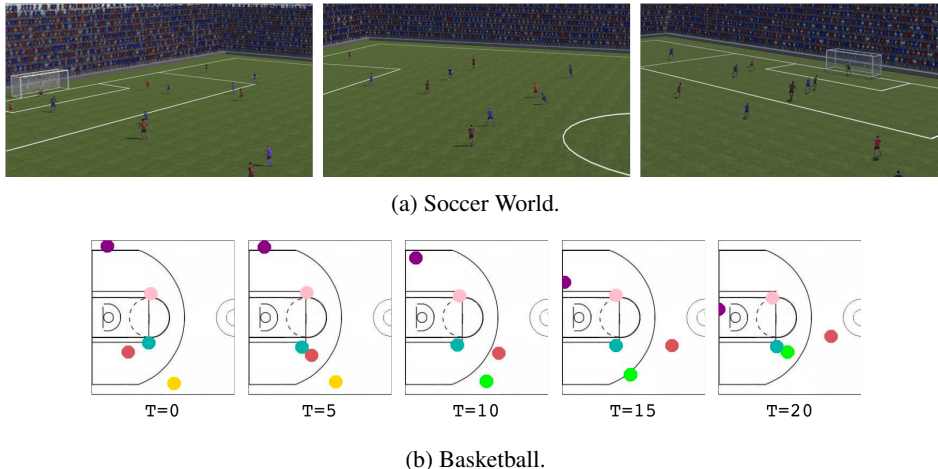 (a) Soccer World.
T=0
T=5
T=10
T=15
T=20
(b) Basketball.